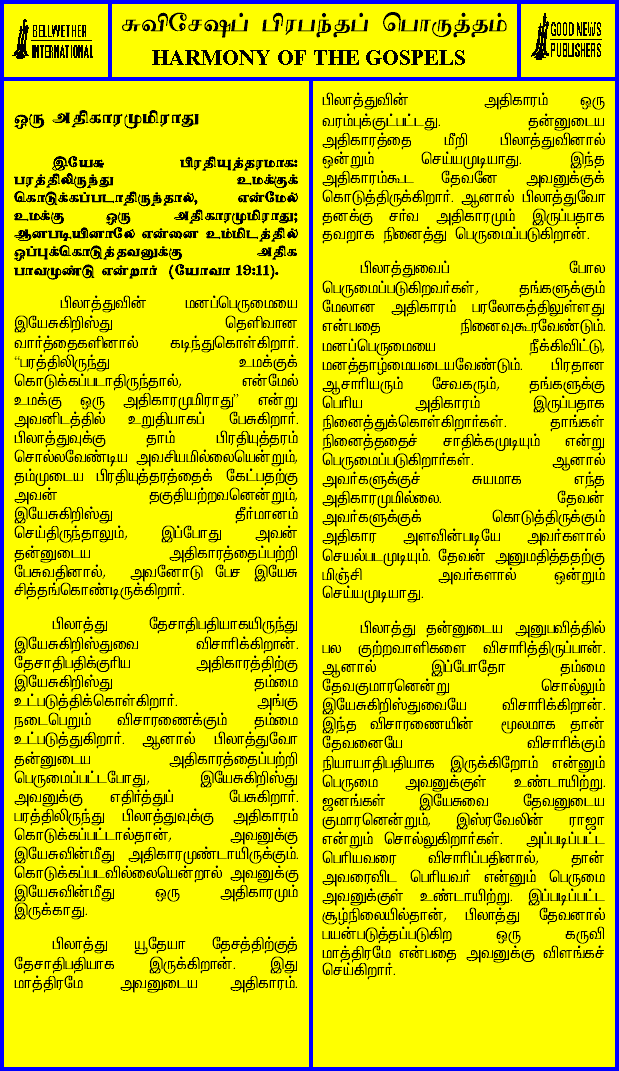 BELLWETHER
INTERNATIONAL
சுவிசேஷப் பிரபந்தப் பொருத்தம்
HARMONY OF THE GOSPELS
GOOD NEWS
PUBLISHERS
ஒரு அதிகாரமுமிராது
இயேசு பிரதியுத்தரமாக:
பரத்திலிருந்து உமக்குக்
கொடுக்கப்படாதிருந்தால், என்மேல்
உமக்கு ஒரு அதிகாரமுமிராது;
ஆனபடியினாலே என்னை உம்மிடத்தில்
ஒப்புக்கொடுத்தவனுக்கு அதிக
பாவமுண்டு என்றார் (யோவா 19:11).
பிலாத்துவின் மனப்பெருமையை
இயேசுகிறிஸ்து தெளிவான
வார்த்தைகளினால் கடிந்துகொள்கிறார்.
“பரத்திலிருந்து உமக்குக்
கொடுக்கப்படாதிருந்தால், என்மேல்
உமக்கு ஒரு அதிகாரமுமிராது” என்று
அவனிடத்தில் உறுதியாகப் பேசுகிறார்.
பிலாத்துவுக்கு தாம் பிரதியுத்தரம்
சொல்லவேண்டிய அவசியமில்லையென்றும்,
தம்முடைய பிரதியுத்தரத்தைக் கேட்பதற்கு
அவன் தகுதியற்றவனென்றும்,
இயேசுகிறிஸ்து தீர்மானம்
செய்திருந்தாலும், இப்போது அவன்
தன்னுடைய அதிகாரத்தைப்பற்றி
பேசுவதினால், அவனோடு பேச இயேசு
சித்தங்கொண்டிருக்கிறார்.
பிலாத்து தேசாதிபதியாகயிருந்து
இயேசுகிறிஸ்துவை விசாரிக்கிறான்.
தேசாதிபதிக்குரிய அதிகாரத்திற்கு
இயேசுகிறிஸ்து தம்மை
உட்படுத்திக்கொள்கிறார். அங்கு
நடைபெறும் விசாரணைக்கும் தம்மை
உட்படுத்துகிறார். ஆனால் பிலாத்துவோ
தன்னுடைய அதிகாரத்தைப்பற்றி
பெருமைப்பட்டபோது, இயேசுகிறிஸ்து
அவனுக்கு எதிர்த்துப் பேசுகிறார்.
பரத்திலிருந்து பிலாத்துவுக்கு அதிகாரம்
கொடுக்கப்பட்டால்தான், அவனுக்கு
இயேசுவின்மீது அதிகாரமுண்டாயிருக்கும்.
கொடுக்கப்படவில்லையென்றால் அவனுக்கு
இயேசுவின்மீது ஒரு அதிகாரமும்
இருக்காது.
பிலாத்து யூதேயா தேசத்திற்குத்
தேசாதிபதியாக இருக்கிறான். இது
மாத்திரமே அவனுடைய அதிகாரம்.
பிலாத்துவின் அதிகாரம் ஒரு
வரம்புக்குட்பட்டது. தன்னுடைய
அதிகாரத்தை மீறி பிலாத்துவினால்
ஒன்றும் செய்யமுடியாது. இந்த
அதிகாரம்கூட தேவனே அவனுக்குக்
கொடுத்திருக்கிறார். ஆனால் பிலாத்துவோ
தனக்கு சர்வ அதிகாரமும் இருப்பதாக
தவறாக நினைத்து பெருமைப்படுகிறான்.
பிலாத்துவைப் போல
பெருமைப்படுகிறவர்கள், தங்களுக்கும்
மேலான அதிகாரம் பரலோகத்திலுள்ளது
என்பதை நினைவுகூரவேண்டும்.
மனப்பெருமையை நீக்கிவிட்டு,
மனத்தாழ்மையடையவேண்டும். பிரதான
ஆசாரியரும் சேவகரும், தங்களுக்கு
பெரிய அதிகாரம் இருப்பதாக
நினைத்துக்கொள்கிறார்கள். தாங்கள்
நினைத்ததைச் சாதிக்கமுடியும் என்று
பெருமைப்படுகிறார்கள். ஆனால்
அவர்களுக்குச் சுயமாக எந்த
அதிகாரமுமில்லை. தேவன்
அவர்களுக்குக் கொடுத்திருக்கும்
அதிகார அளவின்படியே அவர்களால்
செயல்படமுடியும். தேவன் அனுமதித்ததற்கு
மிஞ்சி அவர்களால் ஒன்றும்
செய்யமுடியாது.
பிலாத்து தன்னுடைய அனுபவித்தில்
பல குற்றவாளிகளை விசாரித்திருப்பான்.
ஆனால் இப்போதோ தம்மை
தேவகுமாரனென்று சொல்லும்
இயேசுகிறிஸ்துவையே விசாரிக்கிறான்.
இந்த விசாரணையின் மூலமாக தான்
தேவனையே விசாரிக்கும்
நியாயாதிபதியாக இருக்கிறோம் என்னும்
பெருமை அவனுக்குள் உண்டாயிற்று.
ஜனங்கள் இயேசுவை தேவனுடைய
குமாரனென்றும், இஸ்ரவேலின் ராஜா
என்றும் சொல்லுகிறார்கள். அப்படிப்பட்ட
பெரியவரை விசாரிப்பதினால், தான்
அவரைவிட பெரியவர் என்னும் பெருமை
அவனுக்குள் உண்டாயிற்று. இப்படிப்பட்ட
சூழ்நிலையில்தான், பிலாத்து தேவனால்
பயன்படுத்தப்படுகிற ஒரு கருவி
மாத்திரமே என்பதை அவனுக்கு விளங்கச்
செய்கிறார்.